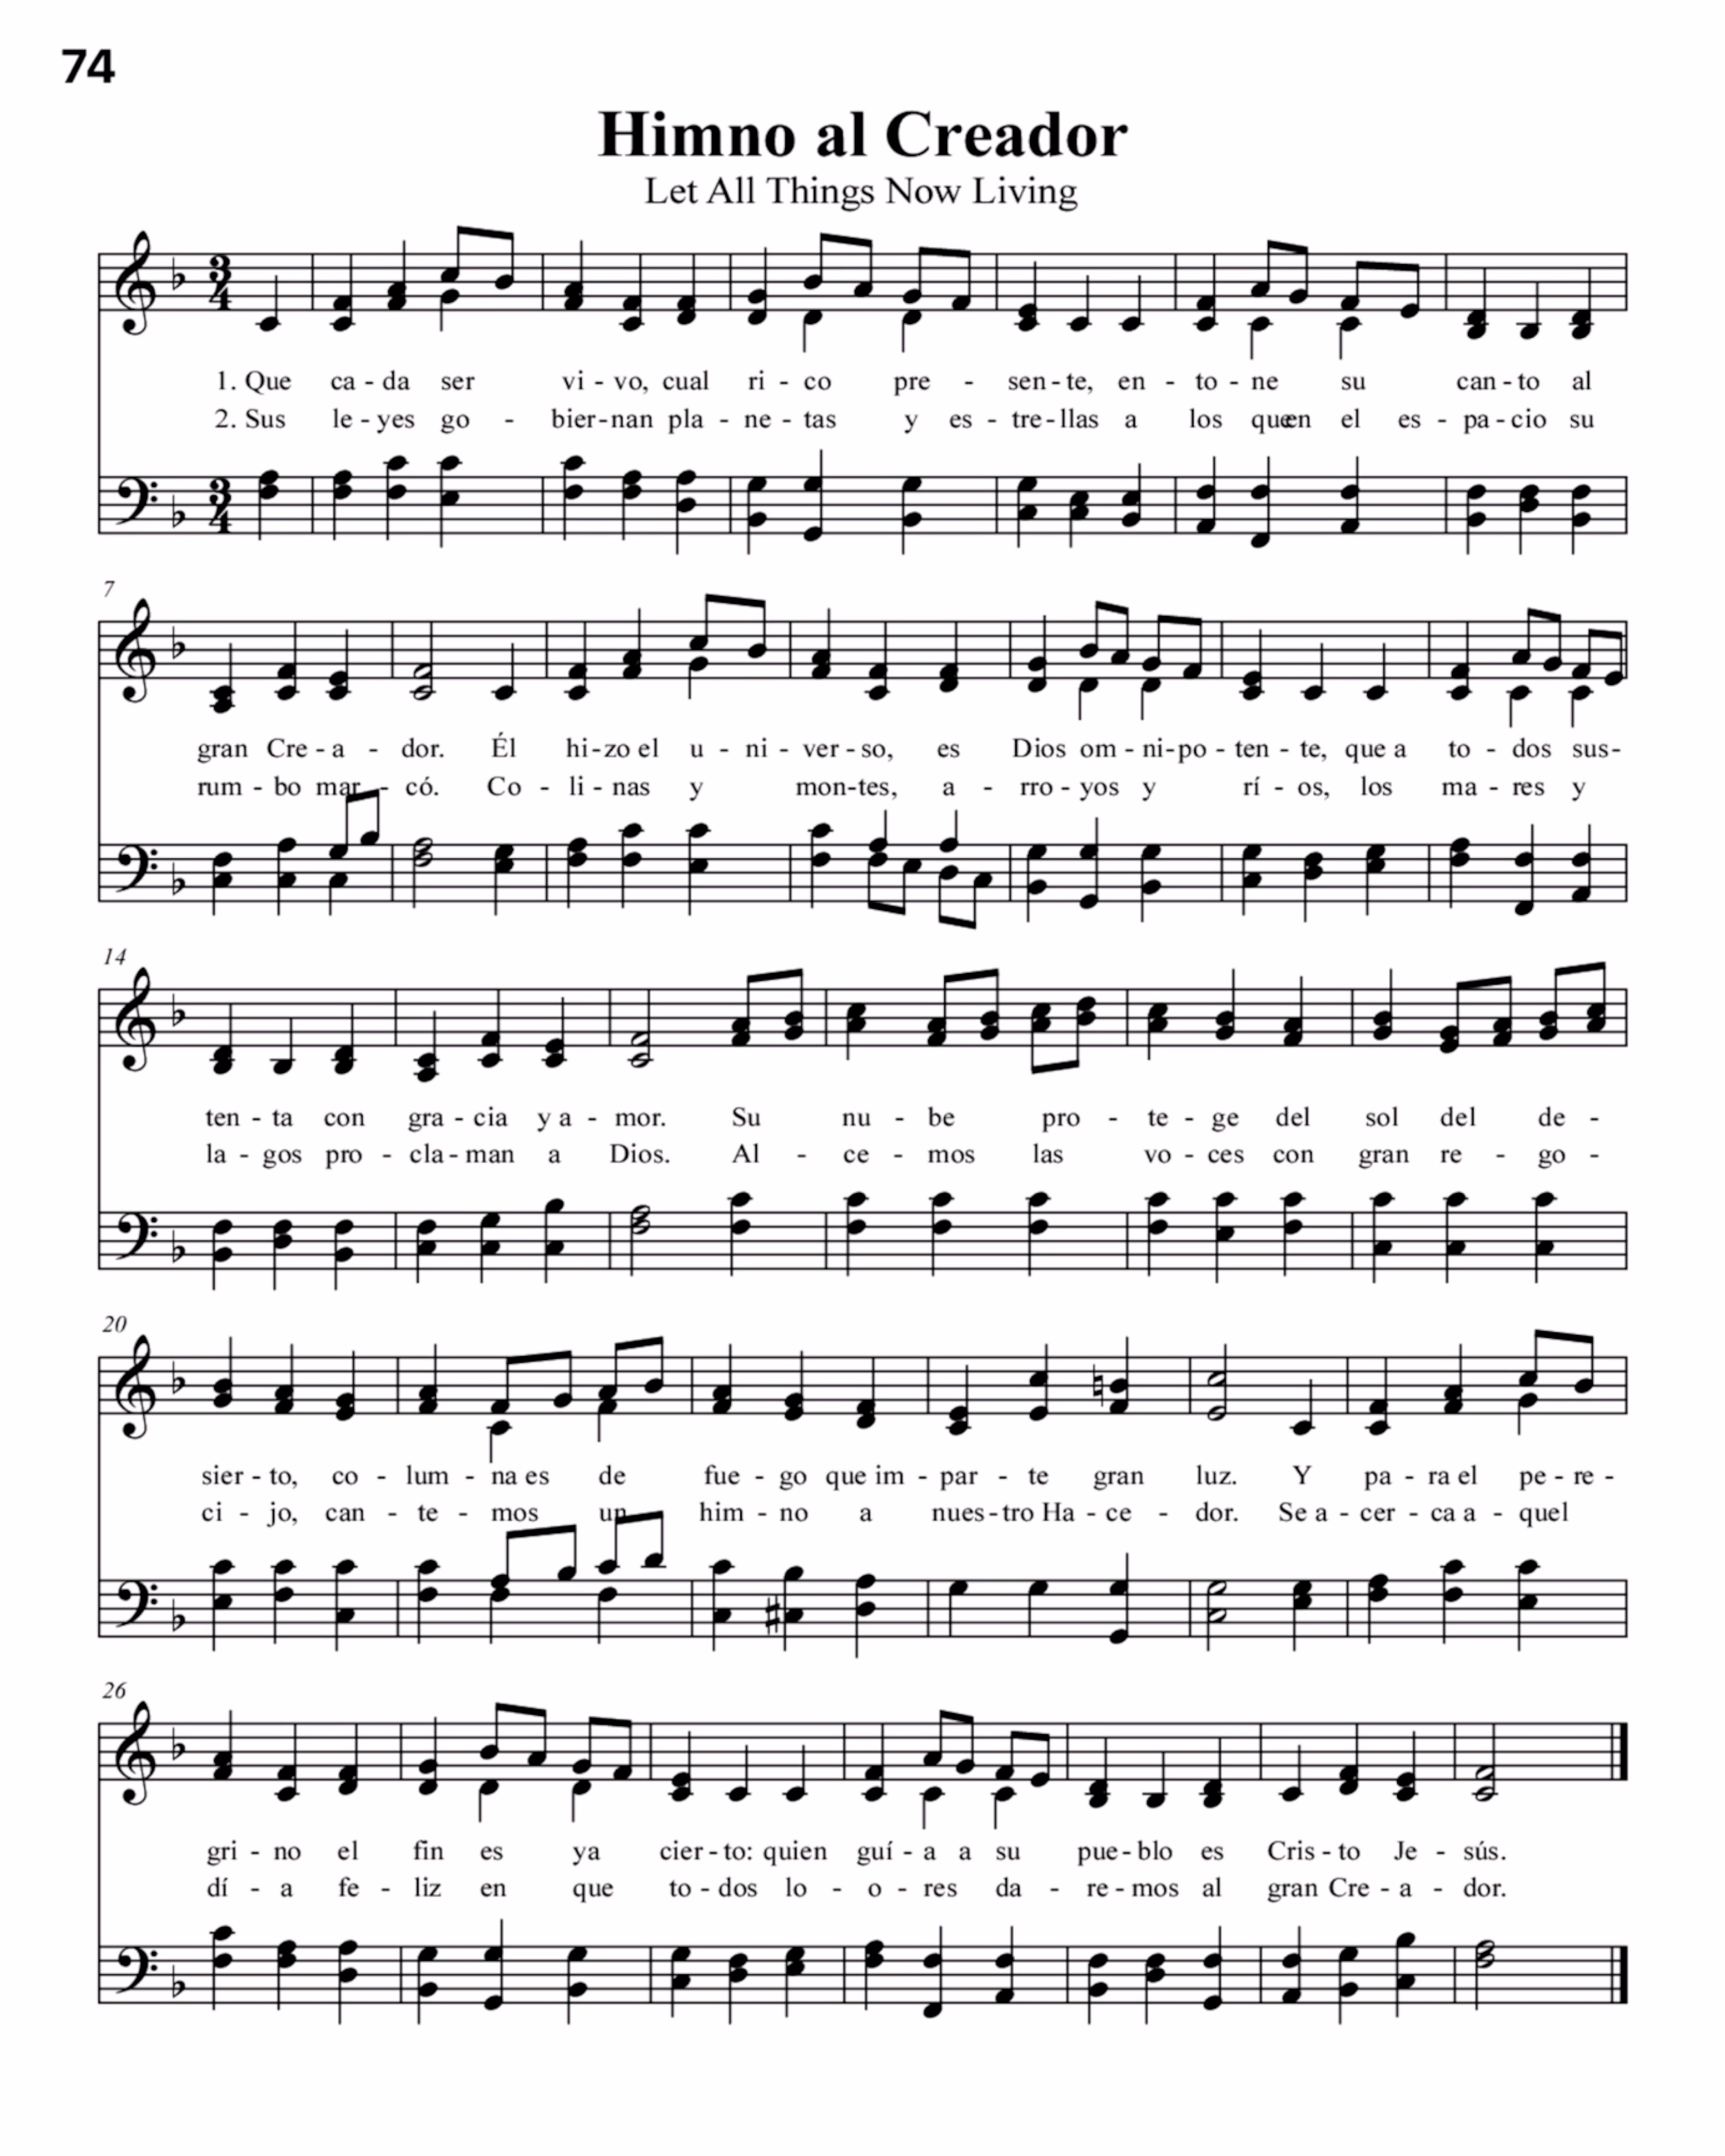 74
Himno al Creador
Let All Things Now Living
1. Que ca - da ser vi - vo, cual ri - co pre - sen - te, en - to - ne su can - to al
2. Sus le - yes go - bier - nan pla - ne - tas y es - tre - llas a los queen el es - pa - cio su
7
gran Cre - a - dor. Él hi - zo el u - ni - ver - so, es Dios om - ni - po - ten - te, que a to - dos sus -
rum - bo mar - có. Co - li - nas y mon - tes, a - rro - yos y rí - os, los ma - res y
14
ten - ta con gra - cia y a - mor. Su nu - be pro - te - ge del sol del de -
la - gos pro - cla - man a Dios. Al - ce - mos las vo - ces con gran re - go -
20
sier - to, co - lum - na es de fue - go que im - par - te gran luz. Y pa - ra el pe - re -
ci - jo, can - te - mos un him - no a nues - tro Ha - ce - dor. Se a - cer - ca a - quel
26
gri - no el fin es ya cier - to: quien guí - a a su pue - blo es Cris - to Je - sús.
dí - a fe - liz en que to - dos lo - o - res da - re - mos al gran Cre - a - dor.